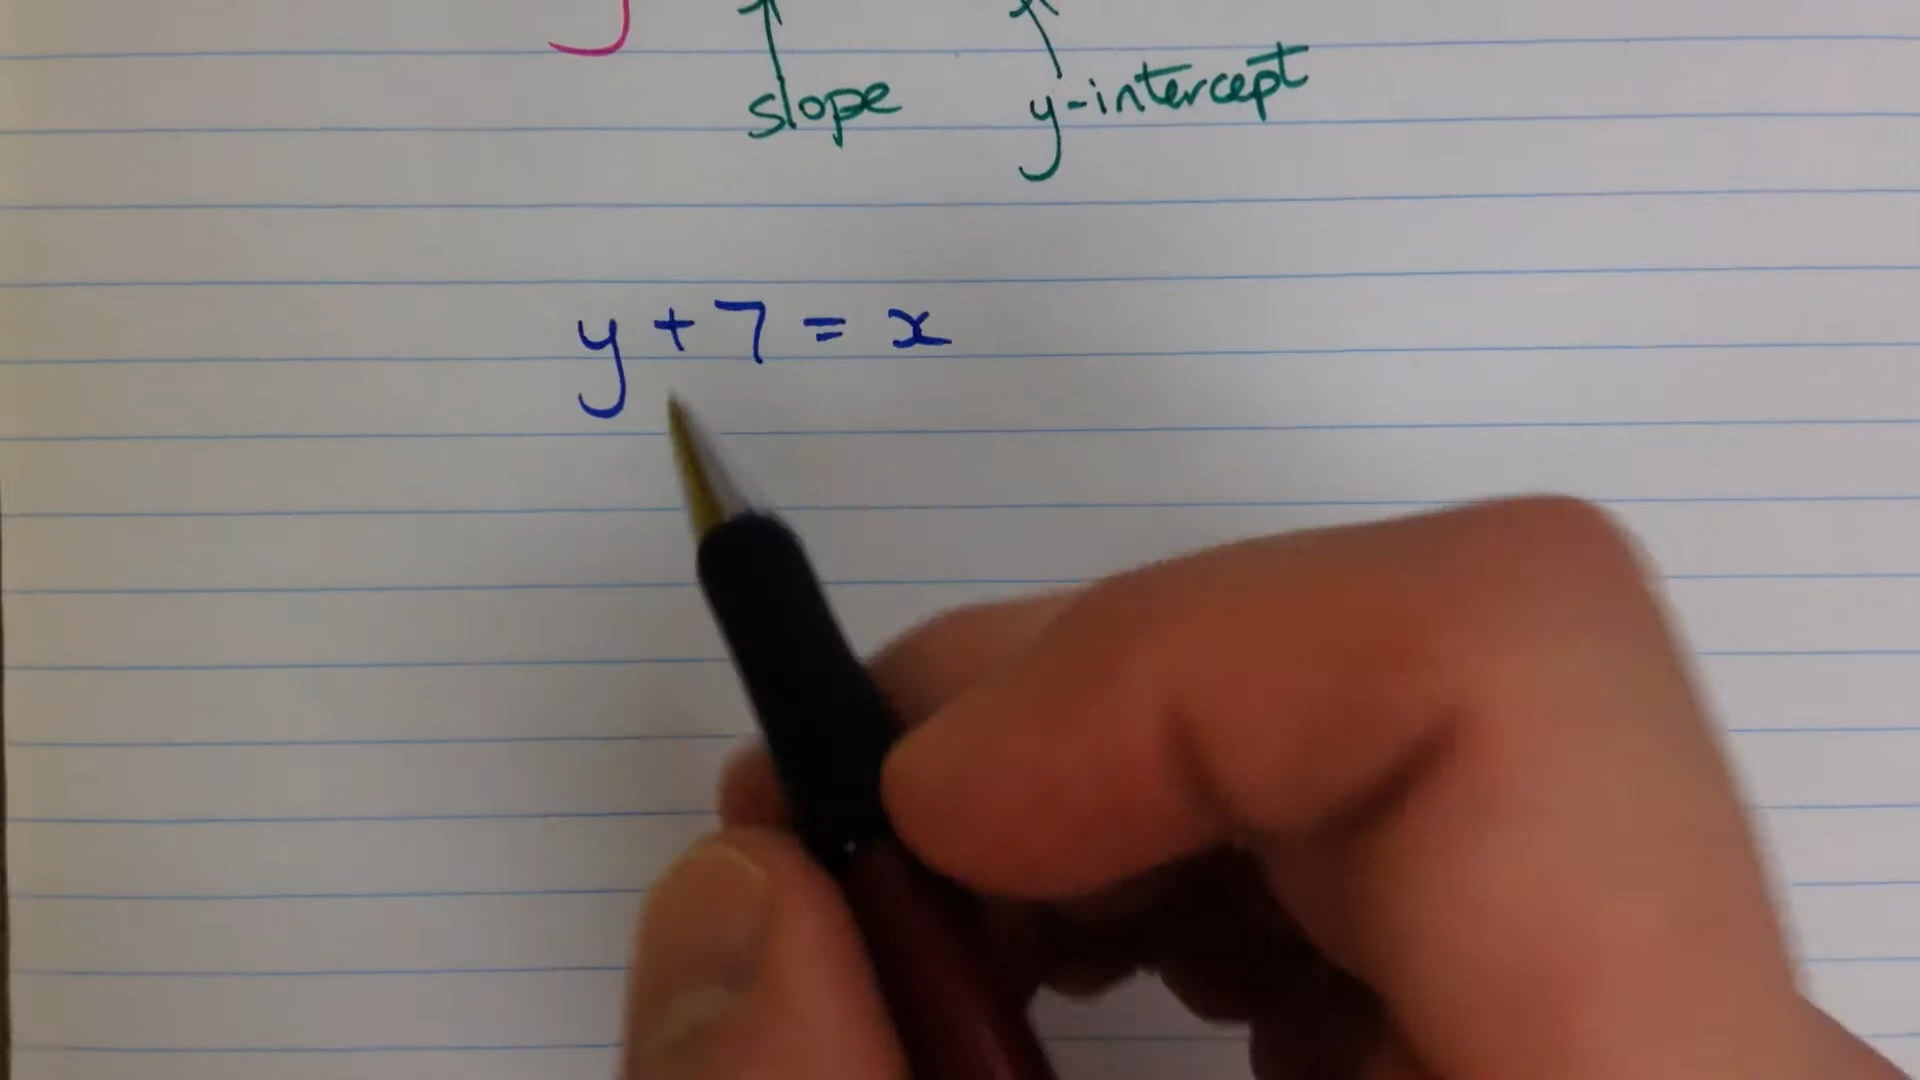 y
slope y-intercept
y + 7 = x